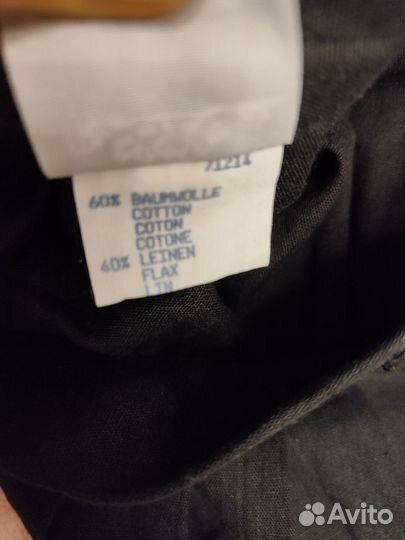 71214
60% BAUMWOLLE
COTTON
COTON
COTONE
40% LEINEN
FLAX
LIN
Avito